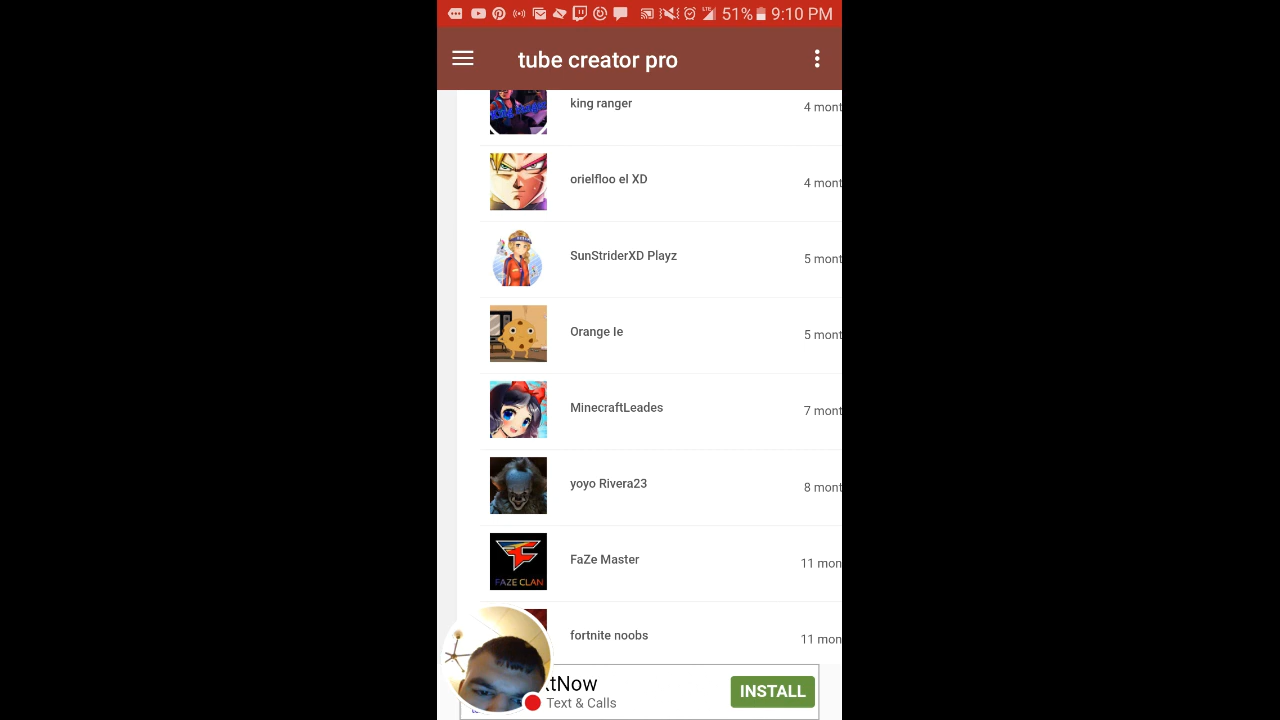 LTE 51% 9:10 PM
tube creator pro
king ranger
4 mont
orielfloo el XD
4 mont
SunStriderXD Playz
5 mont
Orange le
5 mont
MinecraftLeades
7 mont
yoyo Rivera23
8 mont
FAZE CLAN
FaZe Master
11 mon
fortnite noobs
11 mon
tNow
Text & Calls
INSTALL